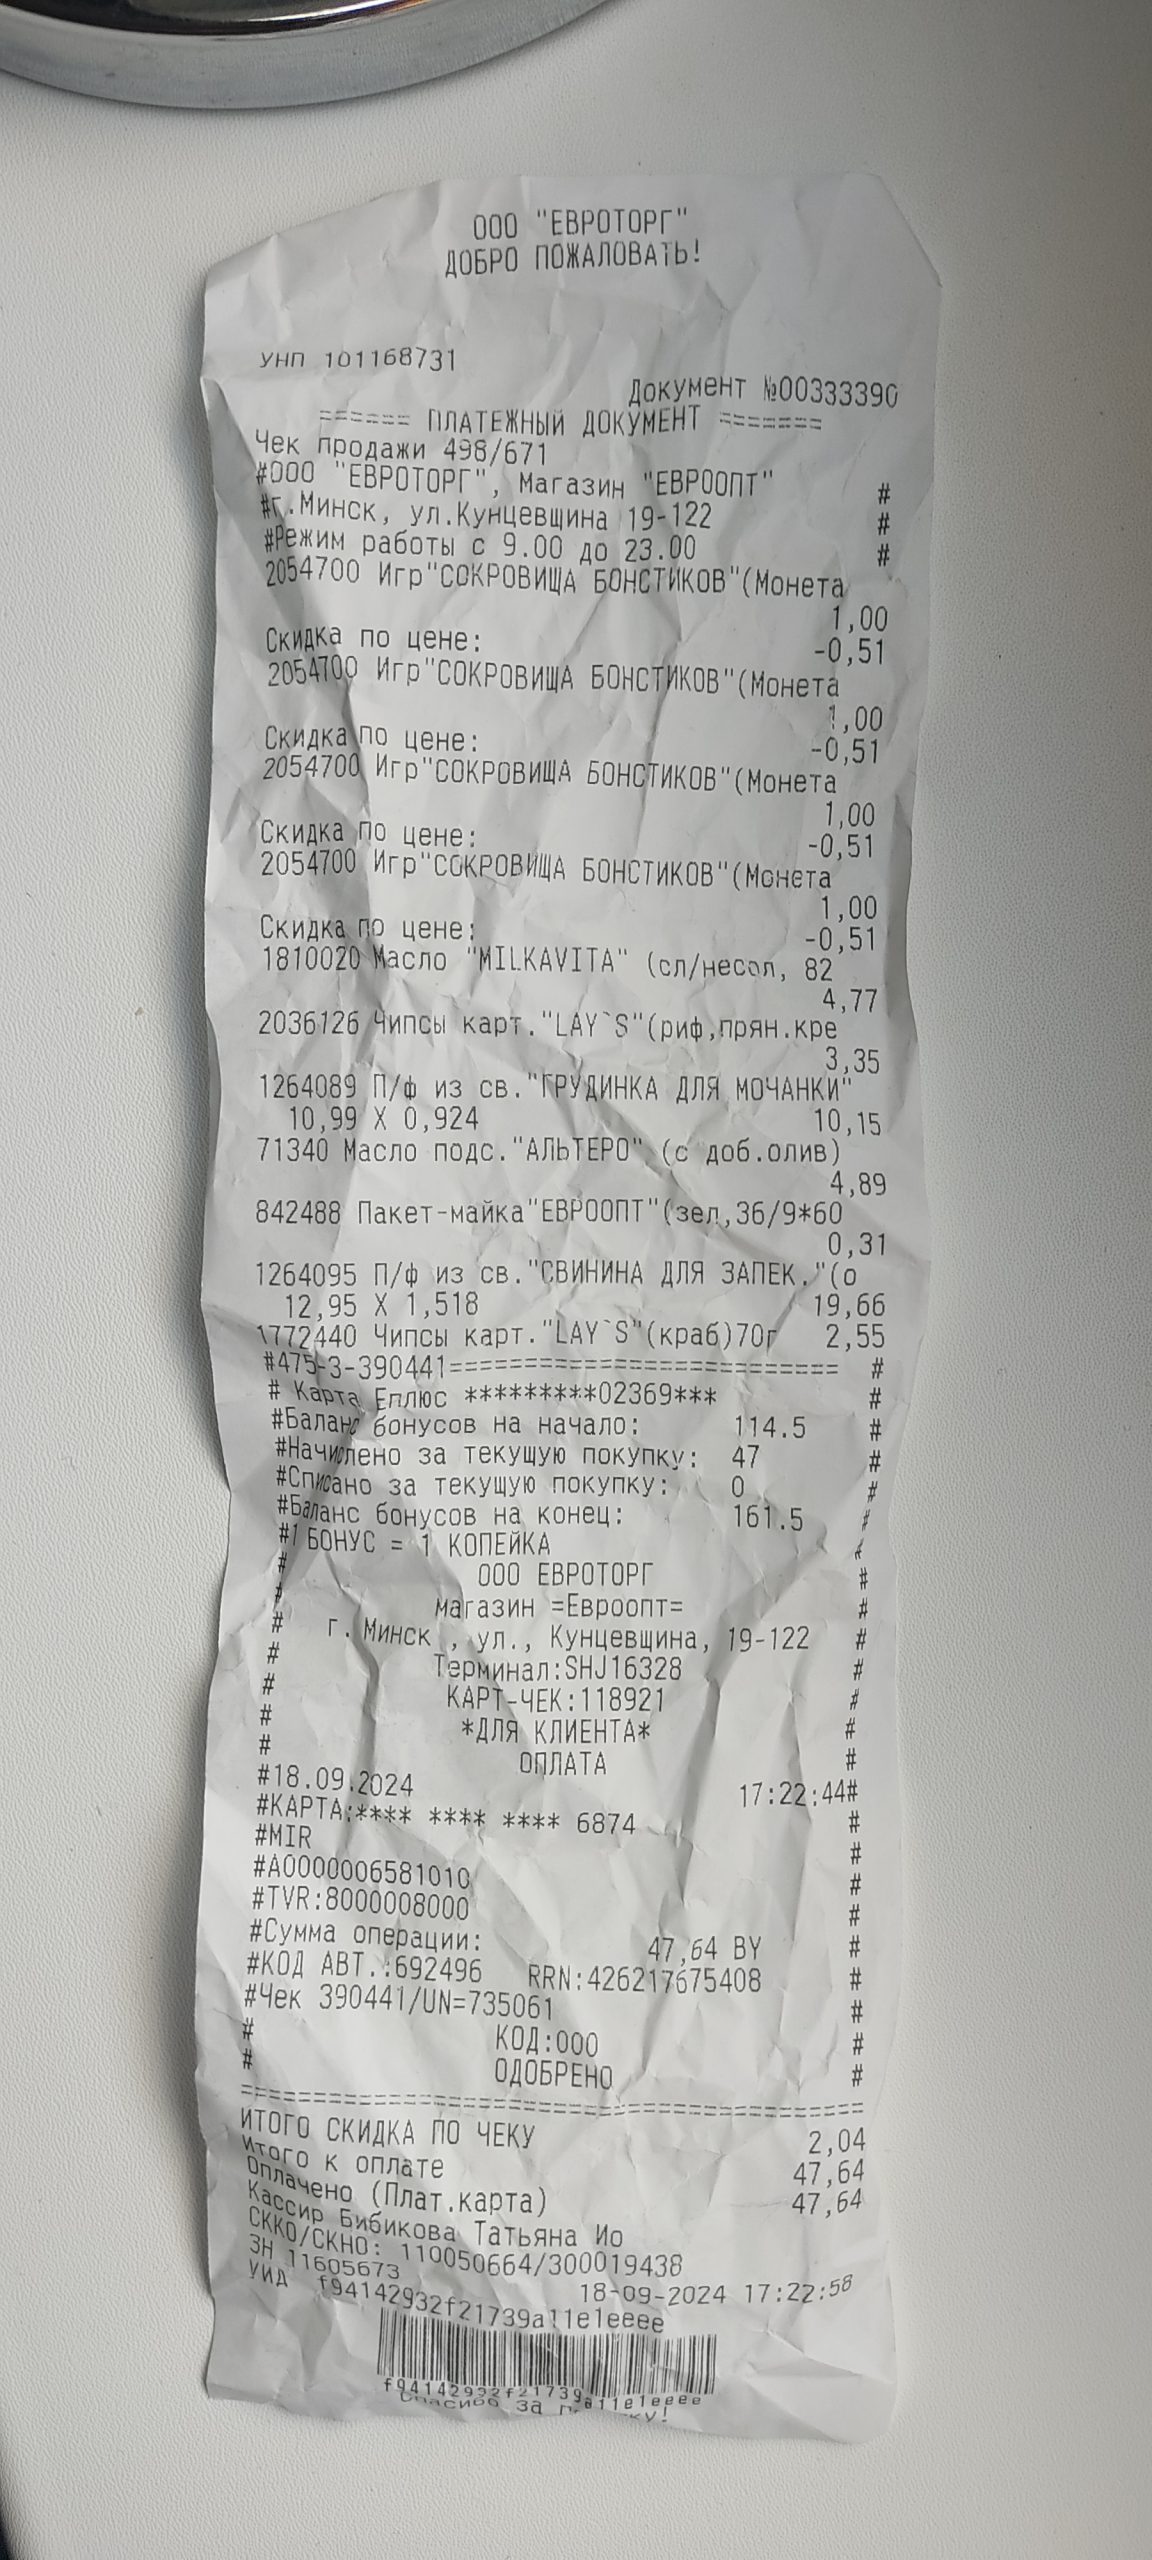 ООО "ЕВРОТОРГ"
ДОБРО ПОЖАЛОВАТЬ!
УНП 101168731
Документ №00333390
====== ПЛАТЕЖНЫЙ ДОКУМЕНТ =======
Чек продажи 498/671
#ООО "ЕВРОТОРГ", Магазин "ЕВРООПТ" #
#г.Минск, ул.Кунцевщина 19-122 #
#Режим работы с 9.00 до 23.00 #
2054700 Игр"СОКРОВИЩА БОНСТИКОВ"(Монета
1,00
Скидка по цене: -0,51
2054700 Игр"СОКРОВИЩА БОНСТИКОВ"(Монета
1,00
Скидка по цене: -0,51
2054700 Игр"СОКРОВИЩА БОНСТИКОВ"(Монета
1,00
Скидка по цене: -0,51
2054700 Игр"СОКРОВИЩА БОНСТИКОВ"(Монета
1,00
Скидка по цене: -0,51
1810020 Масло "MILKAVITA" (сл/несол, 82
4,77
2036126 Чипсы карт."LAY`S"(риф,прян.кре
3,35
1264089 П/ф из св."ГРУДИНКА ДЛЯ МОЧАНКИ"
10,99 X 0,924 10,15
71340 Масло подс."АЛЬТЕРО" (с доб.олив)
4,89
842488 Пакет-майка"ЕВРООПТ"(зел,36/9*60
0,31
1264095 П/ф из св."СВИНИНА ДЛЯ ЗАПЕК."(о
12,95 X 1,518 19,66
1772440 Чипсы карт."LAY`S"(краб)70г 2,55
#475-3-390441========================== #
# Карта Еплюс *********02369*** #
#Баланс бонусов на начало: 114.5 #
#Начислено за текущую покупку: 47 #
#Списано за текущую покупку: 0 #
#Баланс бонусов на конец: 161.5 #
#1 БОНУС = 1 КОПЕЙКА #
# ООО ЕВРОТОРГ #
# магазин =Евроопт= #
# г.Минск , ул., Кунцевщина, 19-122 #
# Терминал:SHJ16328 #
# КАРТ-ЧЕК:118921 #
# *ДЛЯ КЛИЕНТА* #
# ОПЛАТА #
#18.09.2024 17:22:44#
#КАРТА:**** **** **** 6874 #
#MIR #
#A0000006581010 #
#TVR:8000008000 #
#Сумма операции: 47,64 BY #
#КОД АВТ.:692496 RRN:426217675408 #
#Чек 390441/UN=735061 #
# КОД:000 #
# ОДОБРЕНО #
=========================================
ИТОГО СКИДКА ПО ЧЕКУ 2,04
Итого к оплате 47,64
Оплачено (Плат.карта) 47,64
Кассир Бибикова Татьяна Ио
СККО/СКНО: 110050664/300019438
ЗН 11605673 18-09-2024 17:22:58
УИД f94142932f21739a11e1eeee
f94142932f21739a11e1eeee
Спасибо за